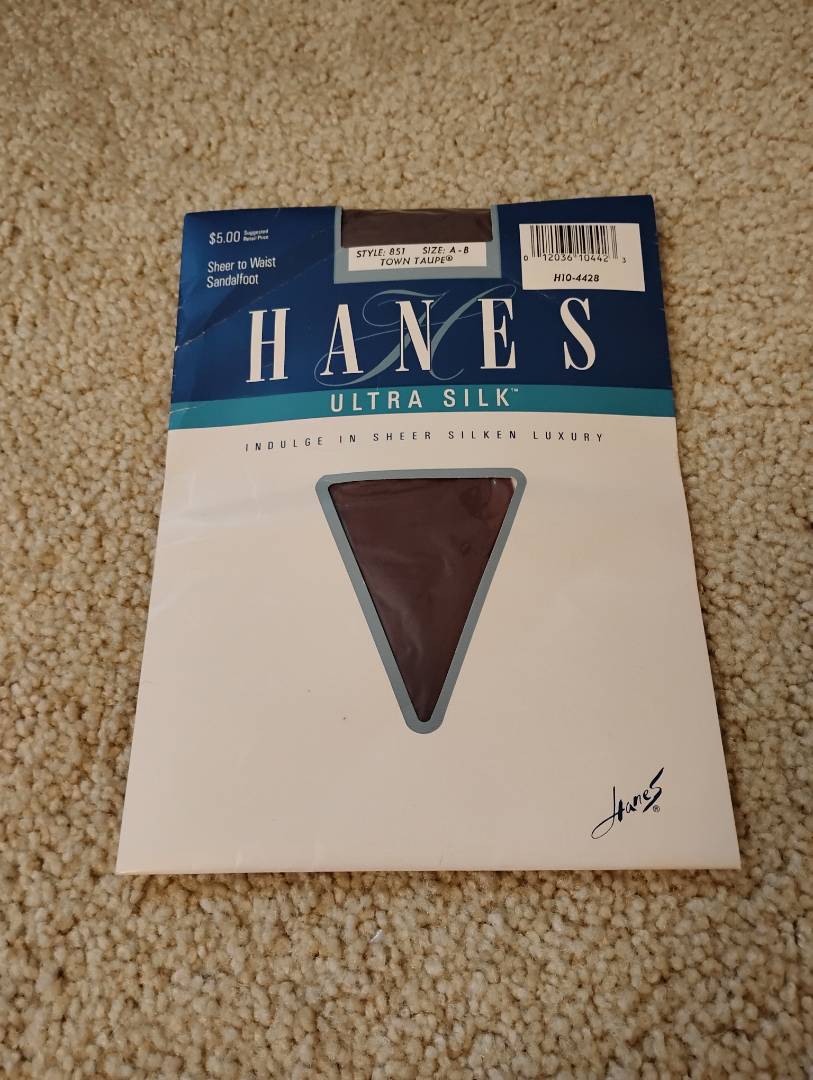 $5.00 Suggested Retail Price
Sheer to Waist
Sandalfoot
STYLE: 851 SIZE: A-B
TOWN TAUPE®
0 12036 10442 3
H10-4428
HANES
ULTRA SILK™
INDULGE IN SHEER SILKEN LUXURY
Hanes®